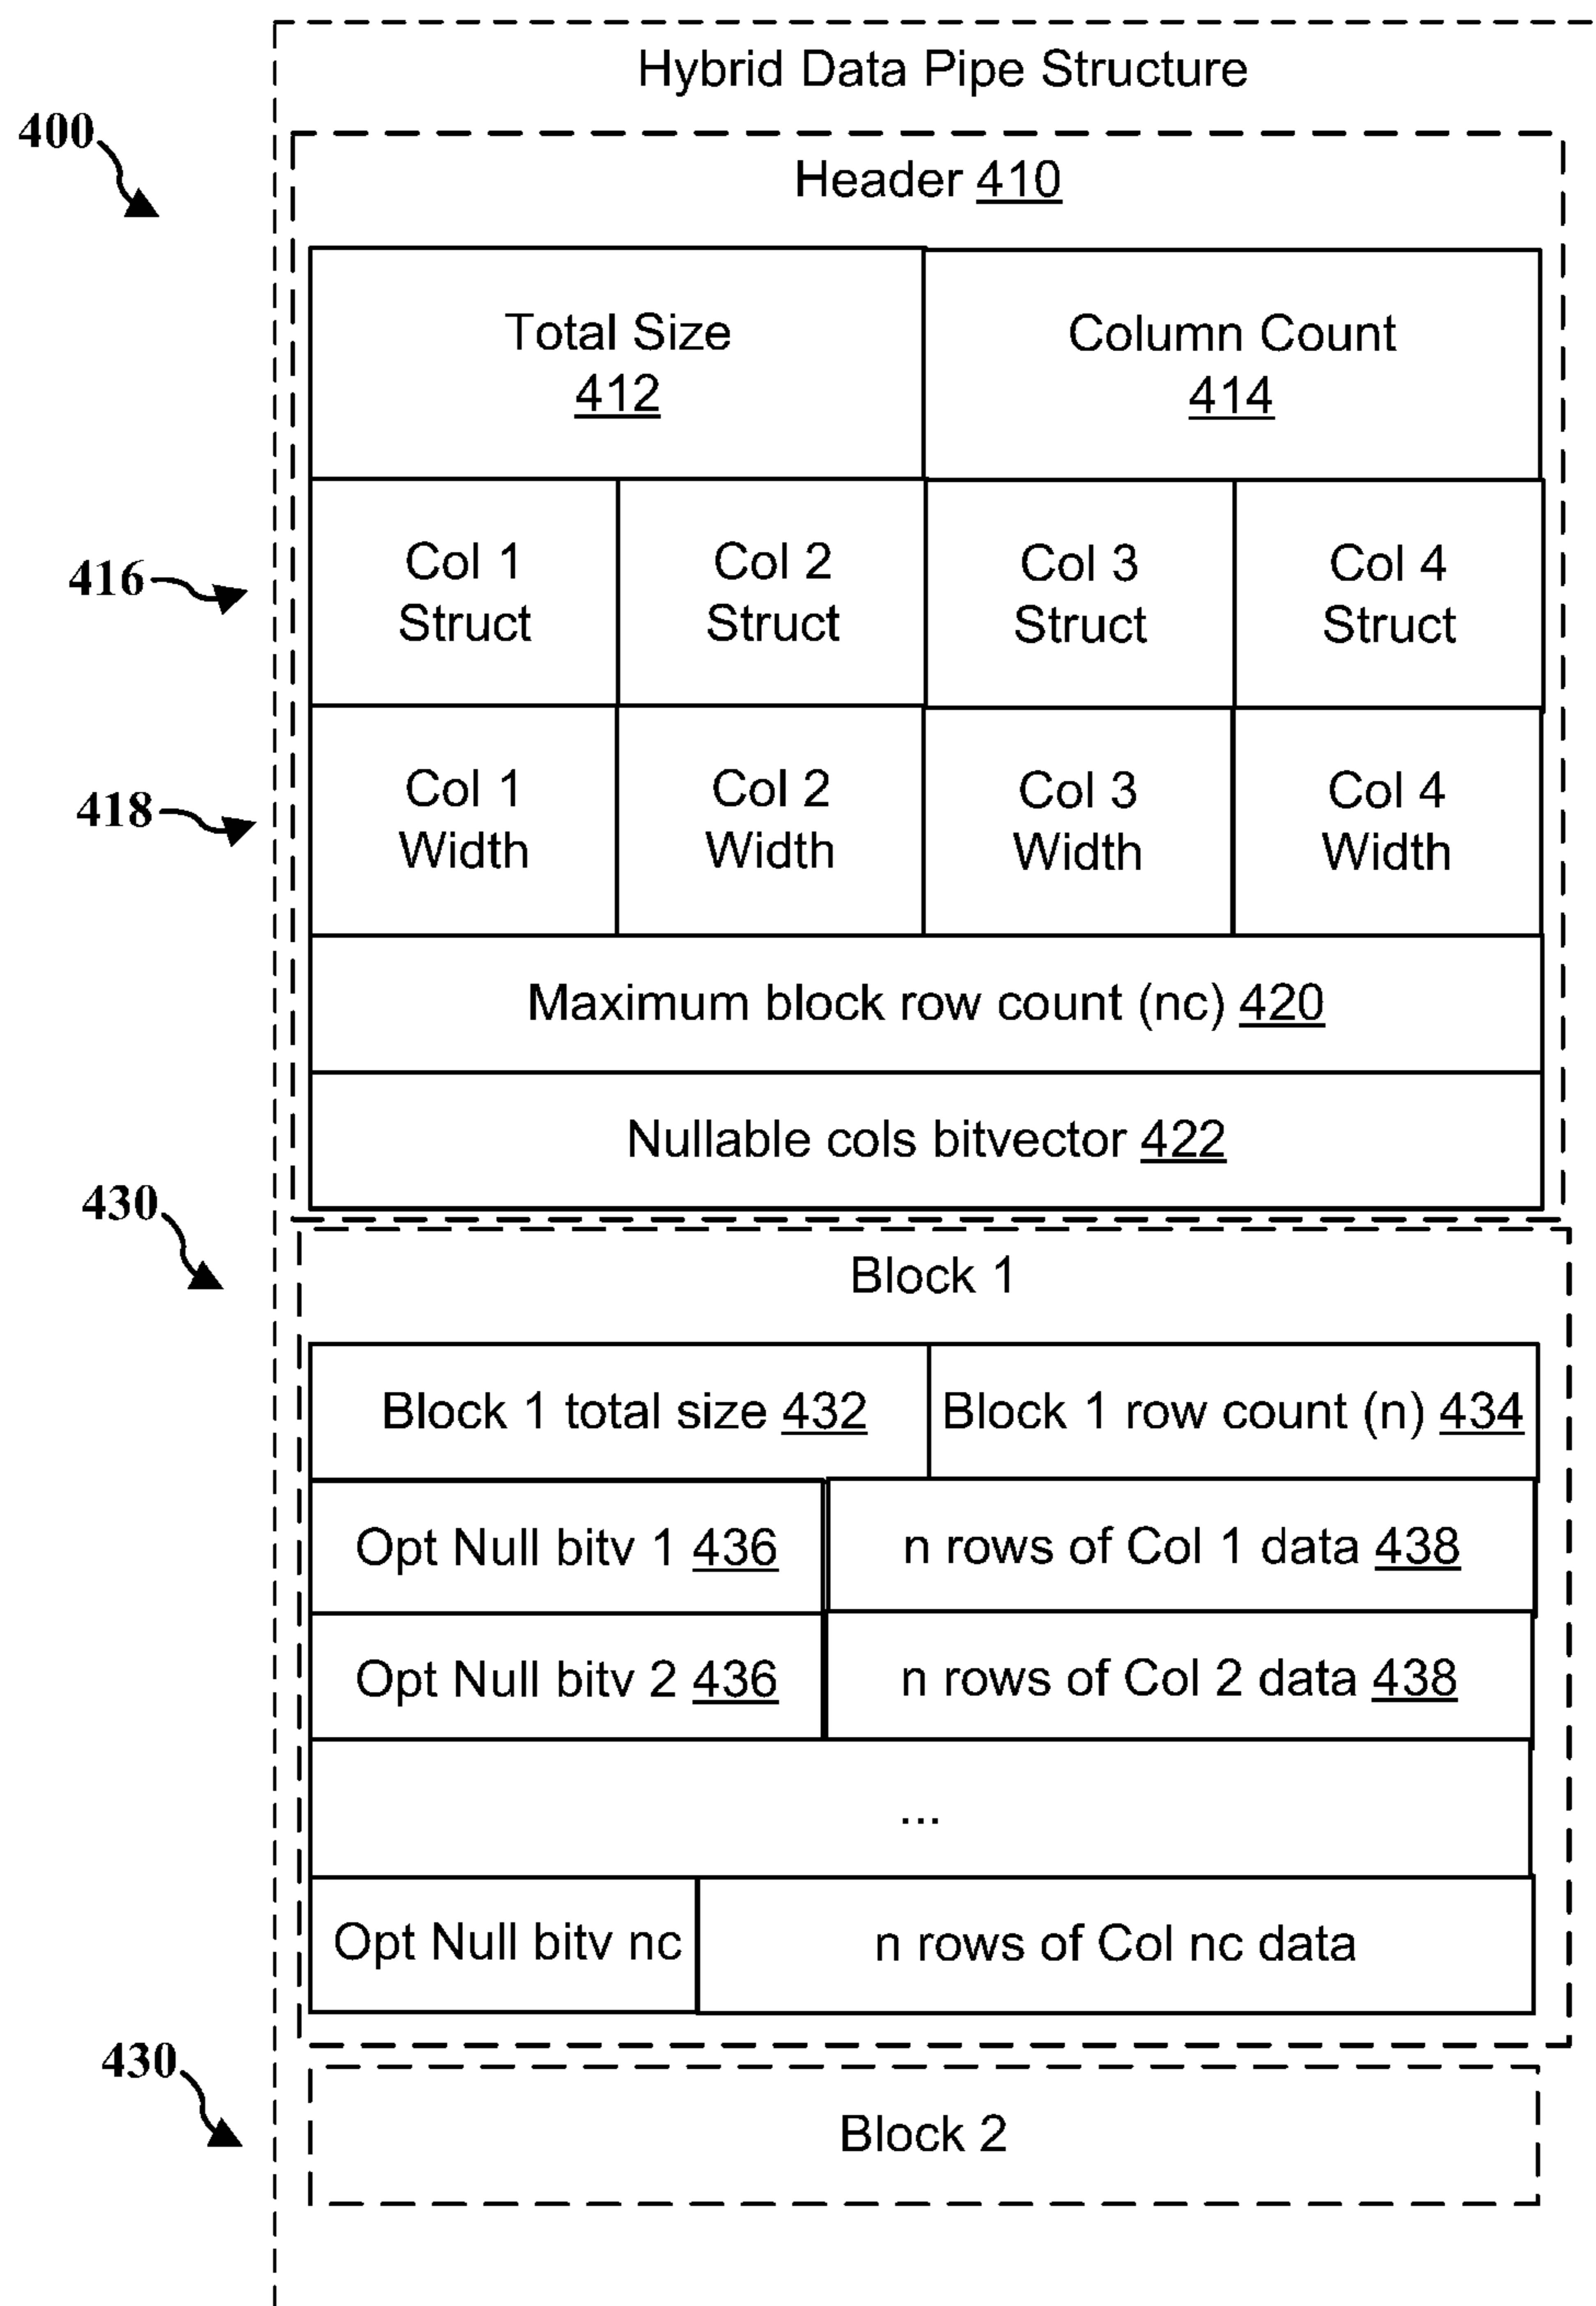 Hybrid Data Pipe Structure
400
Header 410
Total Size
412
Column Count
414
416
Col 1
Struct
Col 2
Struct
Col 3
Struct
Col 4
Struct
418
Col 1
Width
Col 2
Width
Col 3
Width
Col 4
Width
Maximum block row count (nc) 420
Nullable cols bitvector 422
430
Block 1
Block 1 total size 432
Block 1 row count (n) 434
Opt Null bitv 1 436
n rows of Col 1 data 438
Opt Null bitv 2 436
n rows of Col 2 data 438
...
Opt Null bitv nc
n rows of Col nc data
430
Block 2